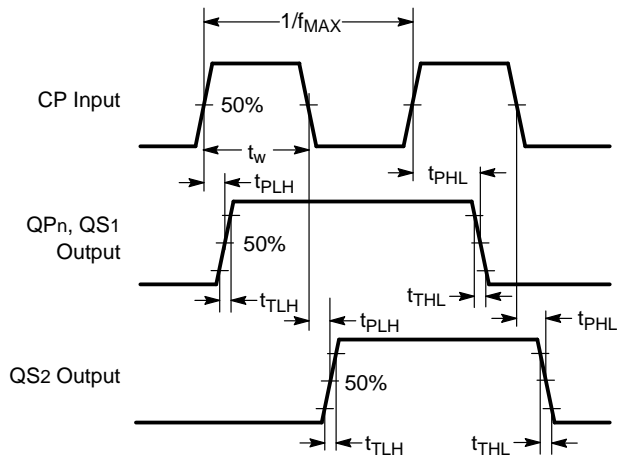 1/fMAX
CP Input
50%
tw
tPLH
tPHL
QPn, QS1
Output
50%
tTLH
tTHL
tPLH
tPHL
QS2 Output
50%
tTLH
tTHL